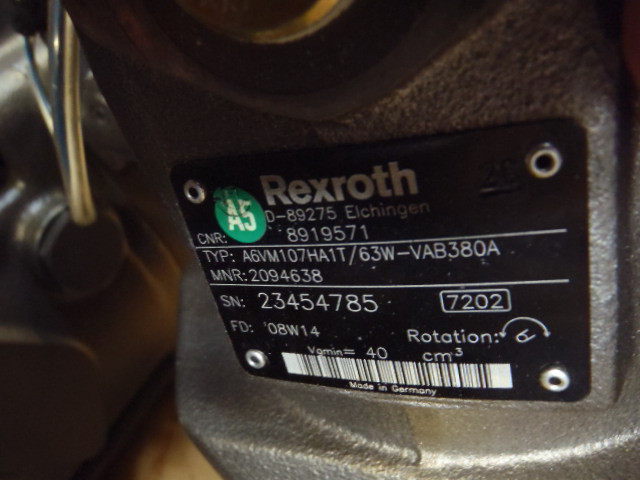 Rexroth
A5
D-89275 Elchingen
CNR: 8919571
TYP: A6VM107HA1T/63W-VAB380A
MNR: 2094638
SN: 23454785 7202
FD: 08W14 Rotation:
Vgmin= 40 cm³
Made in Germany